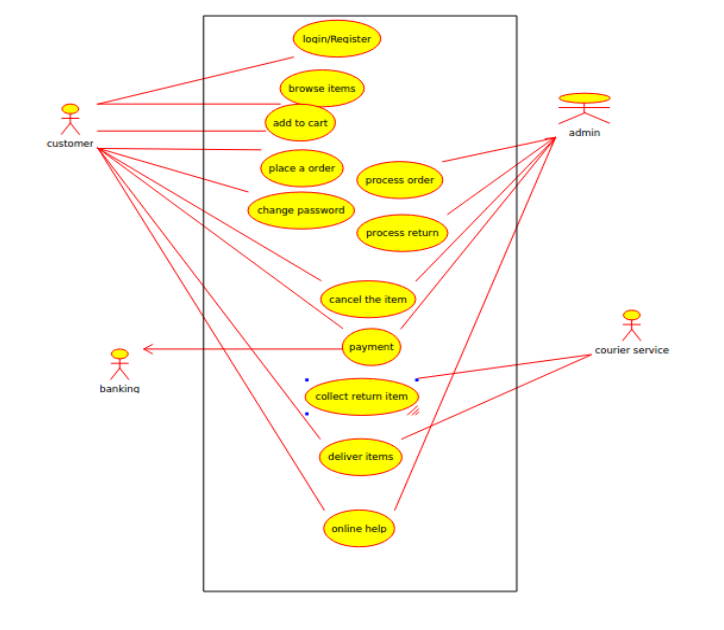 login/Register
browse items
add to cart
customer
admin
place a order
process order
change password
process return
cancel the item
payment
courier service
banking
collect return item
deliver items
online help